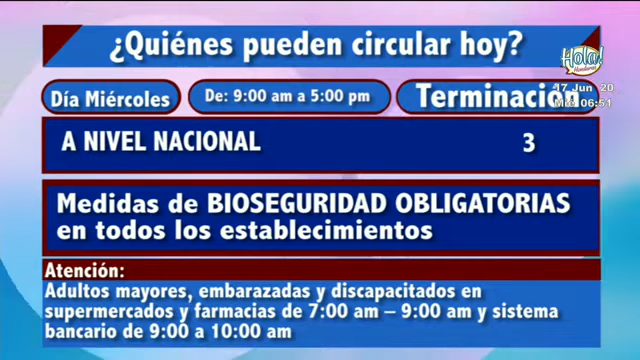 ¿Quiénes pueden circular hoy?
Hola!
Honduras
17 Jun 20
Día Miércoles
De: 9:00 am a 5:00 pm
Terminación
06:51
A NIVEL NACIONAL
3
Medidas de BIOSEGURIDAD OBLIGATORIAS
en todos los establecimientos
Atención:
Adultos mayores, embarazadas y discapacitados en
supermercados y farmacias de 7:00 am – 9:00 am y sistema
bancario de 9:00 a 10:00 am